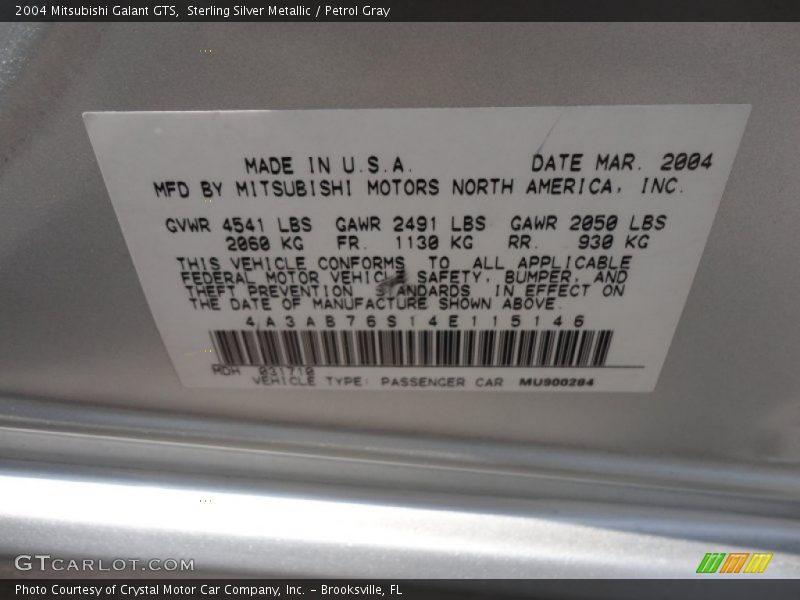 2004 Mitsubishi Galant GTS,  Sterling Silver Metallic / Petrol Gray
MADE IN U.S.A. DATE MAR. 2004
MFD BY MITSUBISHI MOTORS NORTH AMERICA, INC.
GVWR 4541 LBS GAWR 2491 LBS GAWR 2050 LBS
2060 KG FR. 1130 KG RR. 930 KG
THIS VEHICLE CONFORMS TO ALL APPLICABLE
FEDERAL MOTOR VEHICLE SAFETY, BUMPER, AND
THEFT PREVENTION STANDARDS IN EFFECT ON
THE DATE OF MANUFACTURE SHOWN ABOVE.
4A3AB76S14E115146
MDH 031710
VEHICLE TYPE: PASSENGER CAR MU900284
GTCARLOT.COM
Photo Courtesy of Crystal Motor Car Company, Inc. – Brooksville, FL